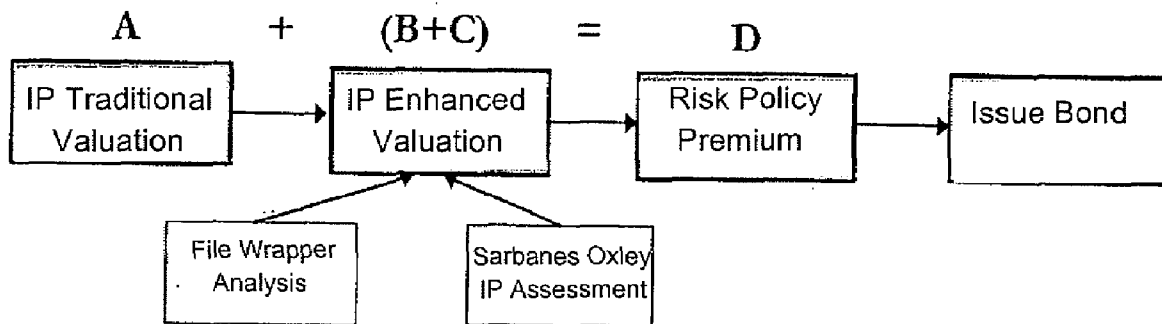 A + (B+C) = D
IP Traditional
Valuation
IP Enhanced
Valuation
Risk Policy
Premium
Issue Bond
File Wrapper
Analysis
Sarbanes Oxley
IP Assessment